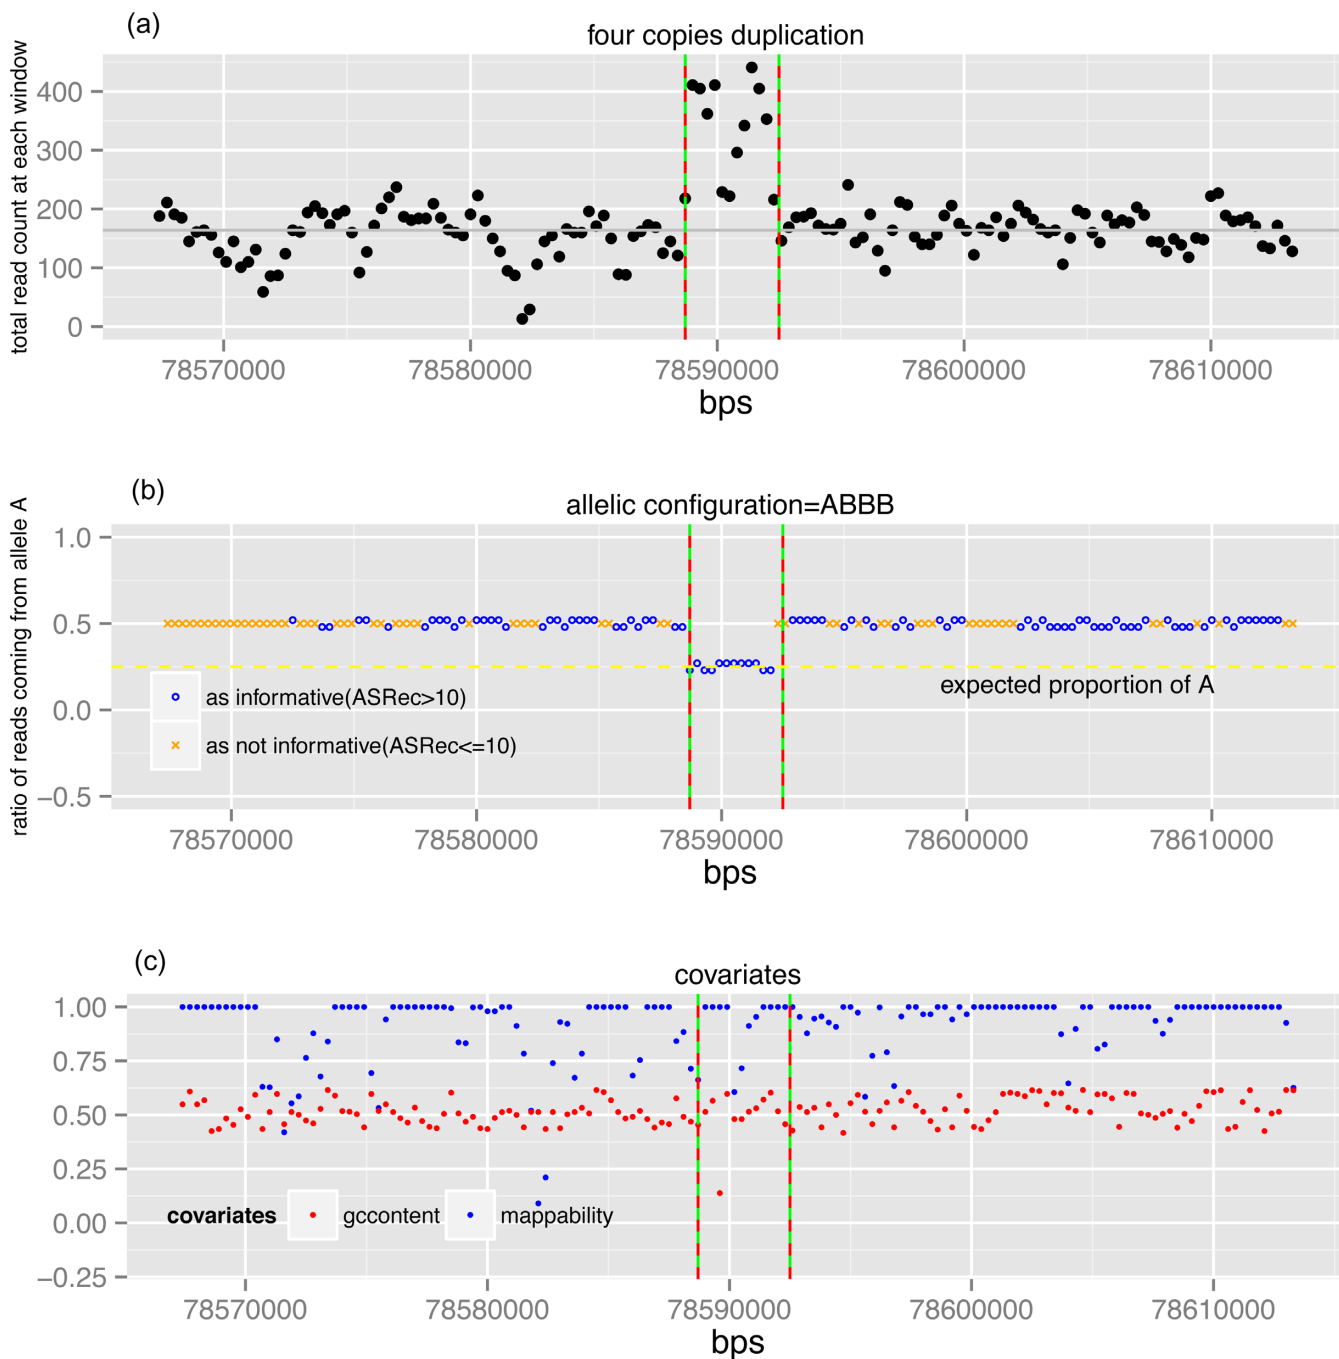 (a)
four copies duplication
total read count at each window
400
300
200
100
0
78570000 78580000 78590000 78600000 78610000
bps
(b)
allelic configuration=ABBB
ratio of reads coming from allele A
1.0
0.5
0.0
−0.5
expected proportion of A
as informative(ASRec>10)
as not informative(ASRec<=10)
78570000 78580000 78590000 78600000 78610000
bps
(c)
covariates
1.00
0.75
0.50
0.25
0.00
−0.25
covariates gccontent mappability
78570000 78580000 78590000 78600000 78610000
bps